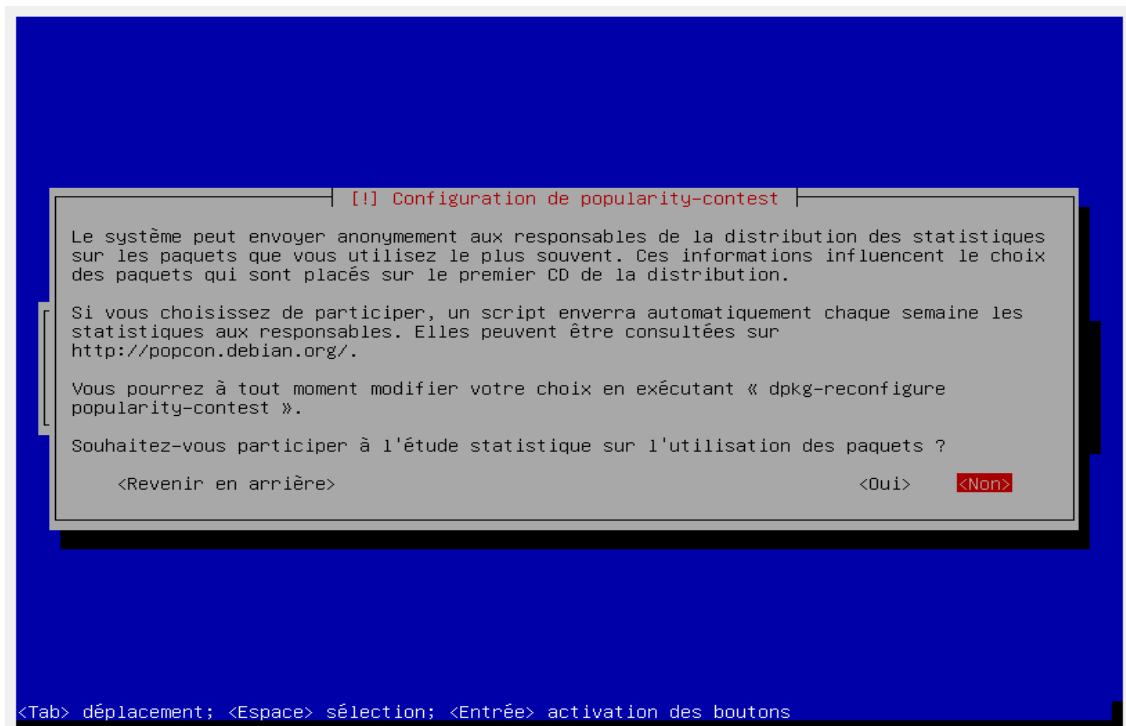 [!] Configuration de popularity-contest
Le système peut envoyer anonymement aux responsables de la distribution des statistiques
sur les paquets que vous utilisez le plus souvent. Ces informations influencent le choix
des paquets qui sont placés sur le premier CD de la distribution.
Si vous choisissez de participer, un script enverra automatiquement chaque semaine les
statistiques aux responsables. Elles peuvent être consultées sur
http://popcon.debian.org/.
Vous pourrez à tout moment modifier votre choix en exécutant « dpkg-reconfigure
popularity-contest ».
Souhaitez-vous participer à l'étude statistique sur l'utilisation des paquets ?
<Revenir en arrière> <Oui> <Non>
<Tab> déplacement; <Espace> sélection; <Entrée> activation des boutons